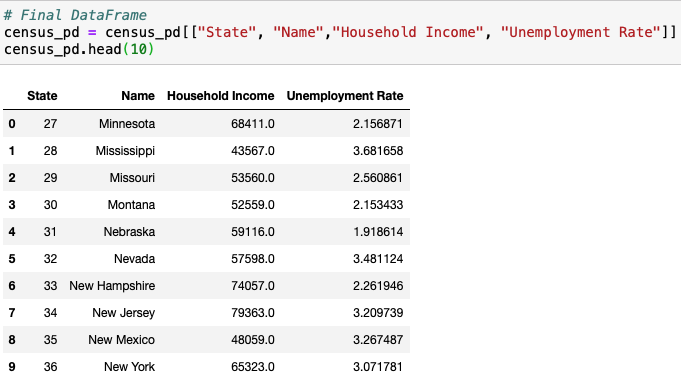 # Final DataFrame
census_pd = census_pd[["State", "Name","Household Income", "Unemployment Rate"]]
census_pd.head(10)
State Name Household Income Unemployment Rate
0 27 Minnesota 68411.0 2.156871
1 28 Mississippi 43567.0 3.681658
2 29 Missouri 53560.0 2.560861
3 30 Montana 52559.0 2.153433
4 31 Nebraska 59116.0 1.918614
5 32 Nevada 57598.0 3.481124
6 33 New Hampshire 74057.0 2.261946
7 34 New Jersey 79363.0 3.209739
8 35 New Mexico 48059.0 3.267487
9 36 New York 65323.0 3.071781